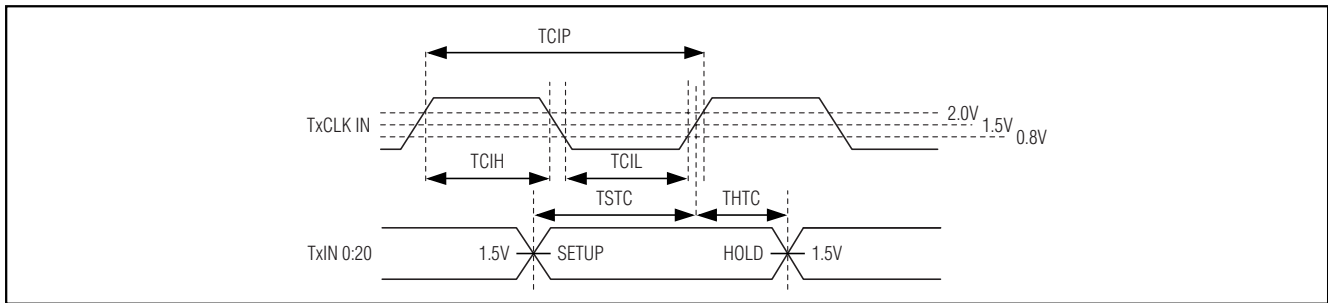 TCIP
TxCLK IN
2.0V
1.5V
0.8V
TCIH
TCIL
TSTC
THTC
TxIN 0:20
1.5V
SETUP
HOLD
1.5V